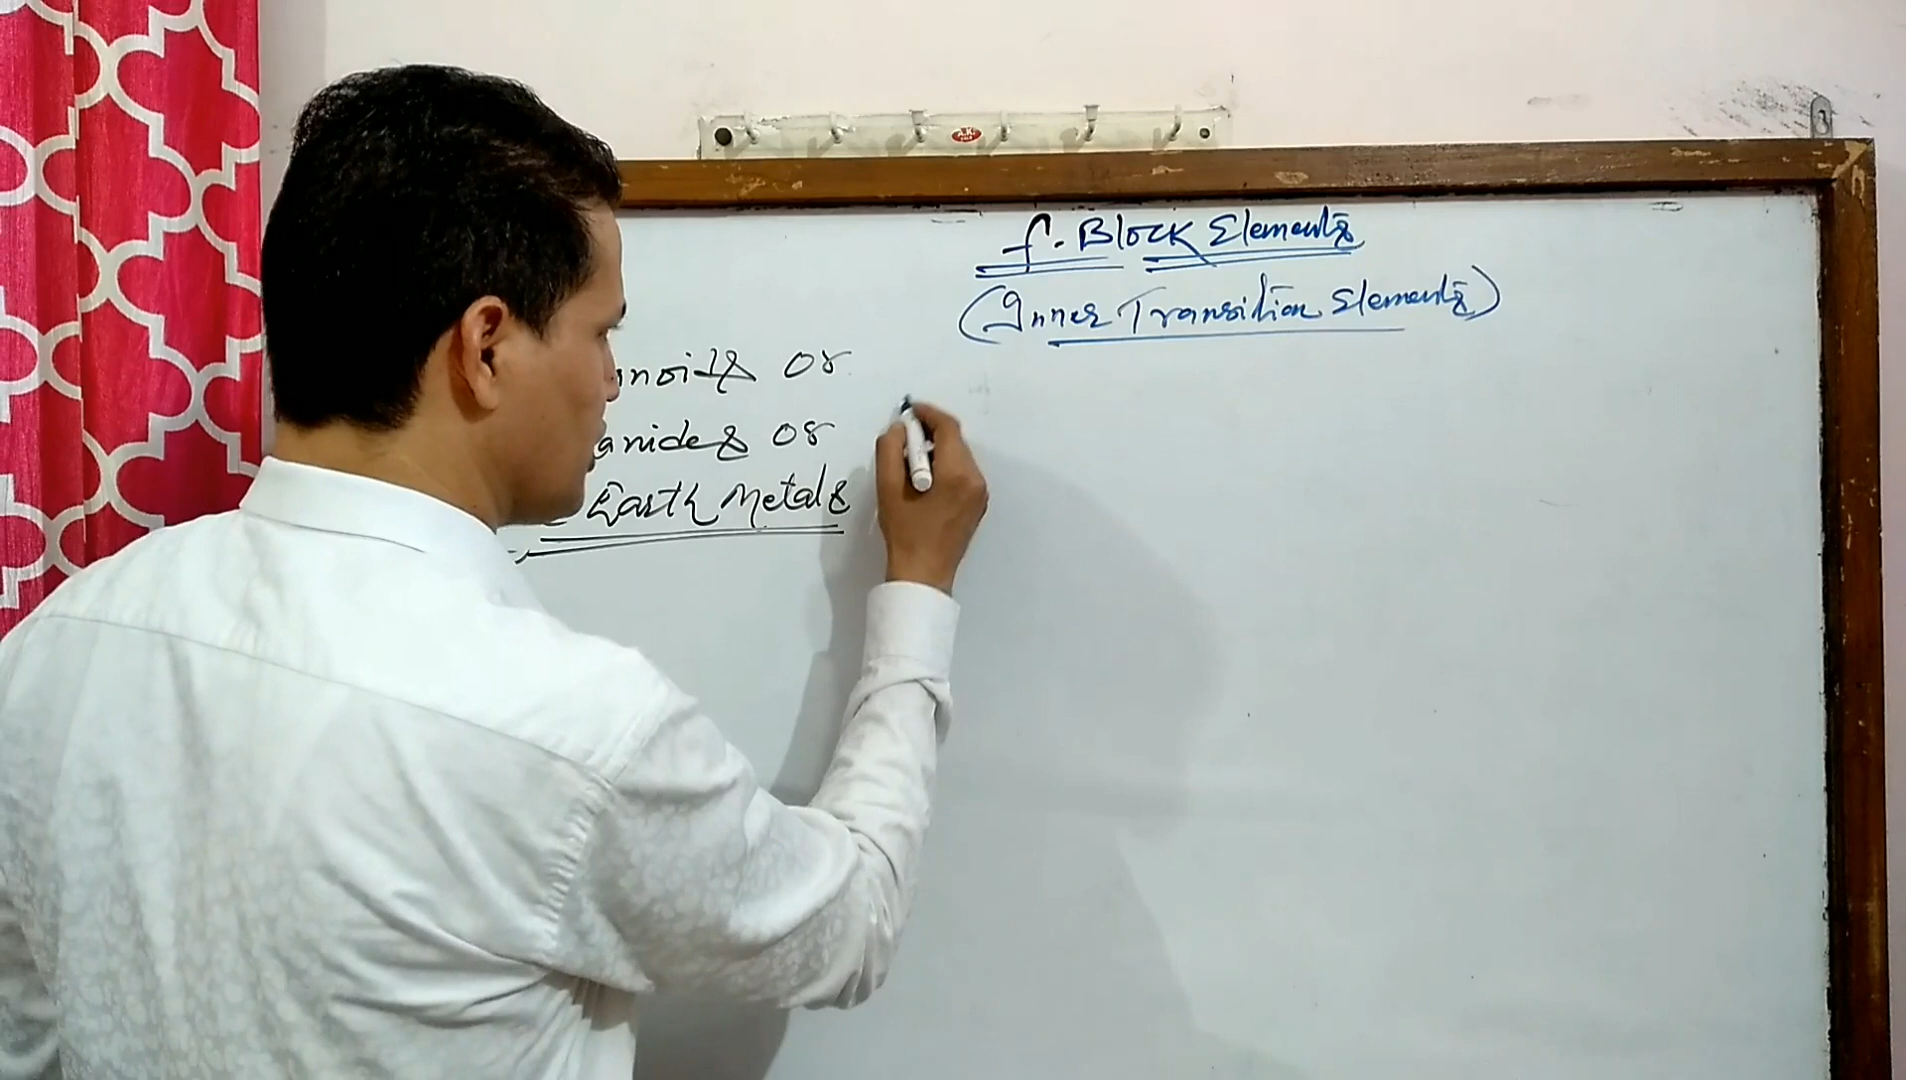 f-Block Elements
(Inner Transition Elements)
anoids or
anides or
Earth Metals
A.K.